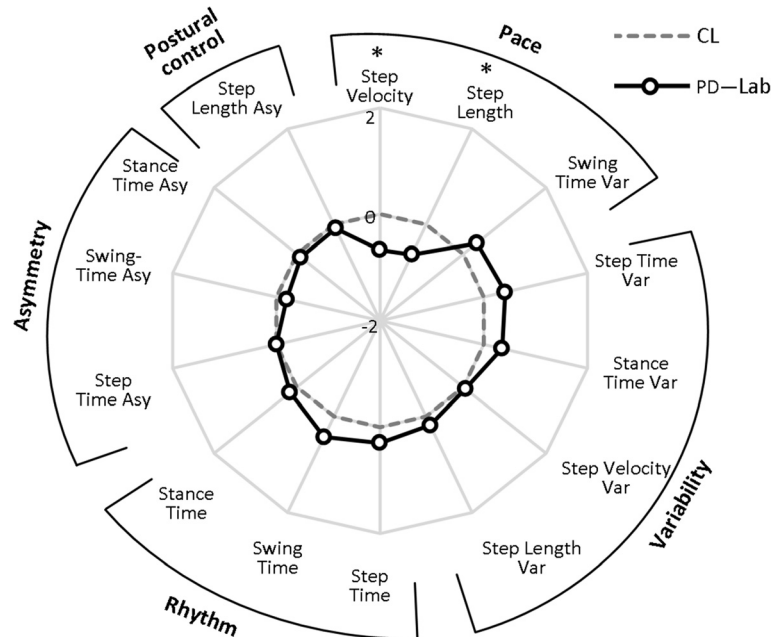 Postural
control
Pace
CL
PD—Lab
*
*
Step
Velocity
Step
Length
Swing
Time Var
Step Time
Var
Stance
Time Var
Step Velocity
Var
Step Length
Var
Variability
Step
Time
Swing
Time
Stance
Time
Rhythm
Step
Time Asy
Swing-
Time Asy
Stance
Time Asy
Asymmetry
Step
Length Asy
2
0
-2